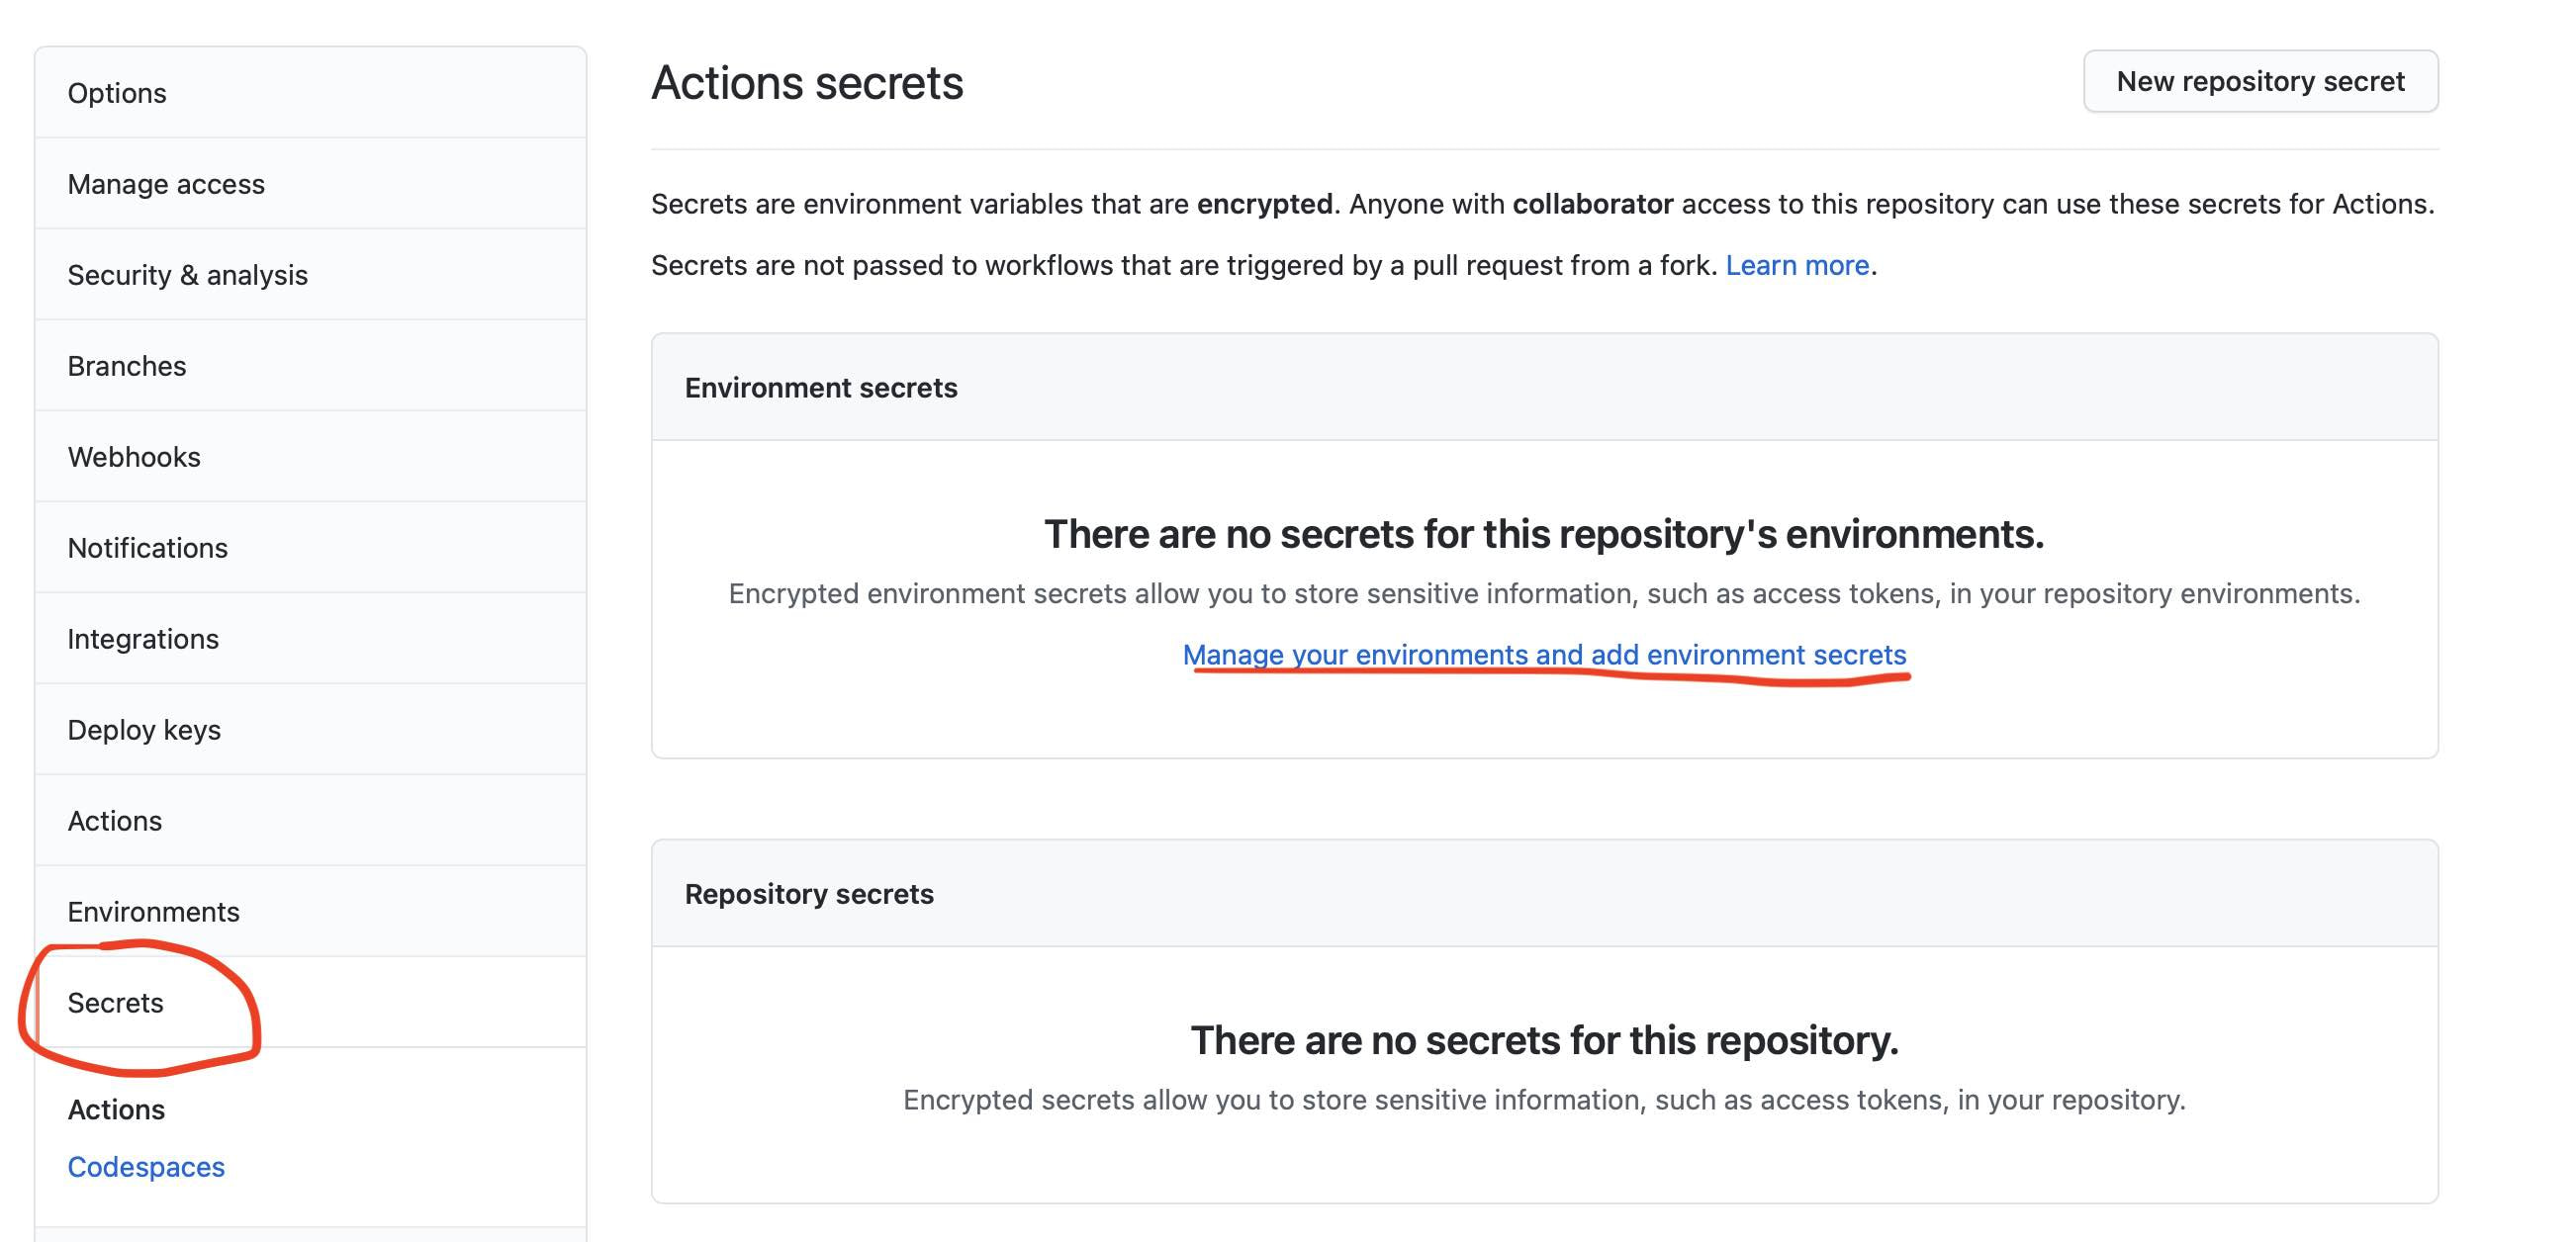 Options
Manage access
Security & analysis
Branches
Webhooks
Notifications
Integrations
Deploy keys
Actions
Environments
Secrets
Actions
Codespaces
Actions secrets
New repository secret
Secrets are environment variables that are encrypted. Anyone with collaborator access to this repository can use these secrets for Actions.
Secrets are not passed to workflows that are triggered by a pull request from a fork. Learn more.
Environment secrets
There are no secrets for this repository's environments.
Encrypted environment secrets allow you to store sensitive information, such as access tokens, in your repository environments.
Manage your environments and add environment secrets
Repository secrets
There are no secrets for this repository.
Encrypted secrets allow you to store sensitive information, such as access tokens, in your repository.